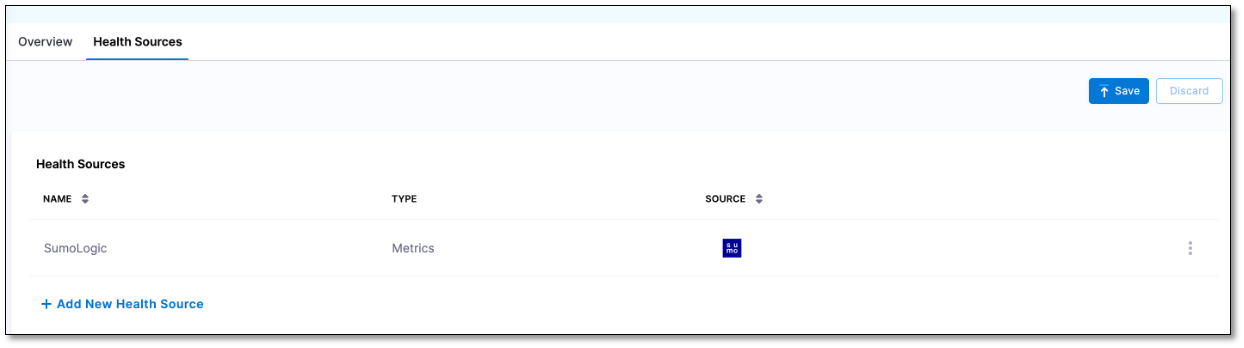 Overview Health Sources
Save Discard
Health Sources
NAME TYPE SOURCE
SumoLogic Metrics su
mo
+ Add New Health Source